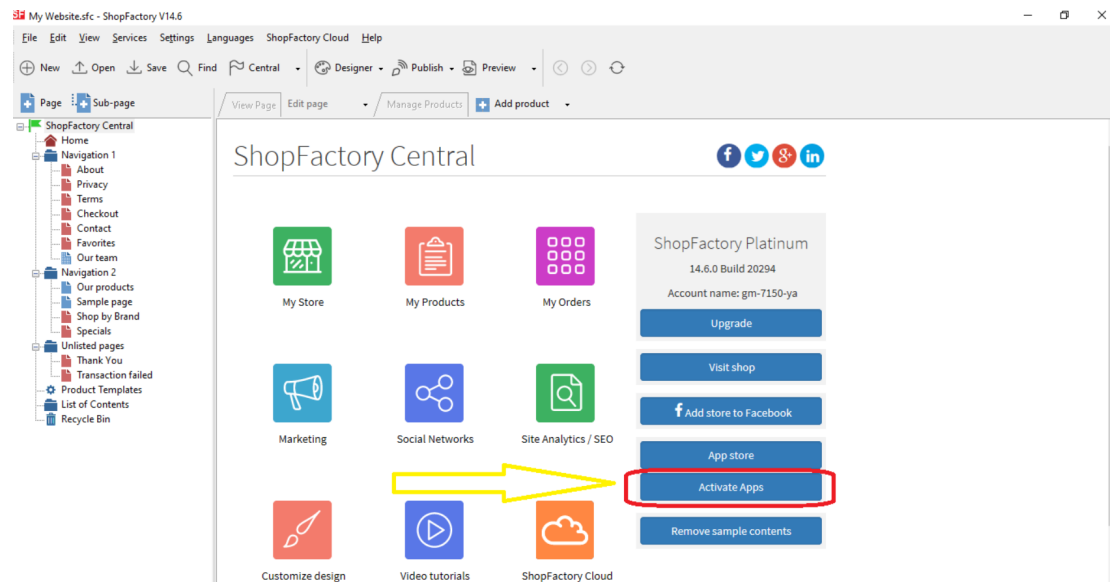 SF My Website.sfc - ShopFactory V14.6
File Edit View Services Settings Languages ShopFactory Cloud Help
New Open Save Find Central Designer Publish Preview
Page Sub-page View Page Edit page Manage Products Add product
ShopFactory Central
Home
Navigation 1
About
Privacy
Terms
Checkout
Contact
Favorites
Our team
Navigation 2
Our products
Sample page
Shop by Brand
Specials
Unlisted pages
Thank You
Transaction failed
Product Templates
List of Contents
Recycle Bin
ShopFactory Central
My Store My Products My Orders
Marketing Social Networks Site Analytics / SEO
Customize design Video tutorials ShopFactory Cloud
ShopFactory Platinum
14.6.0 Build 20294
Account name: gm-7150-ya
Upgrade
Visit shop
Add store to Facebook
App store
Activate Apps
Remove sample contents